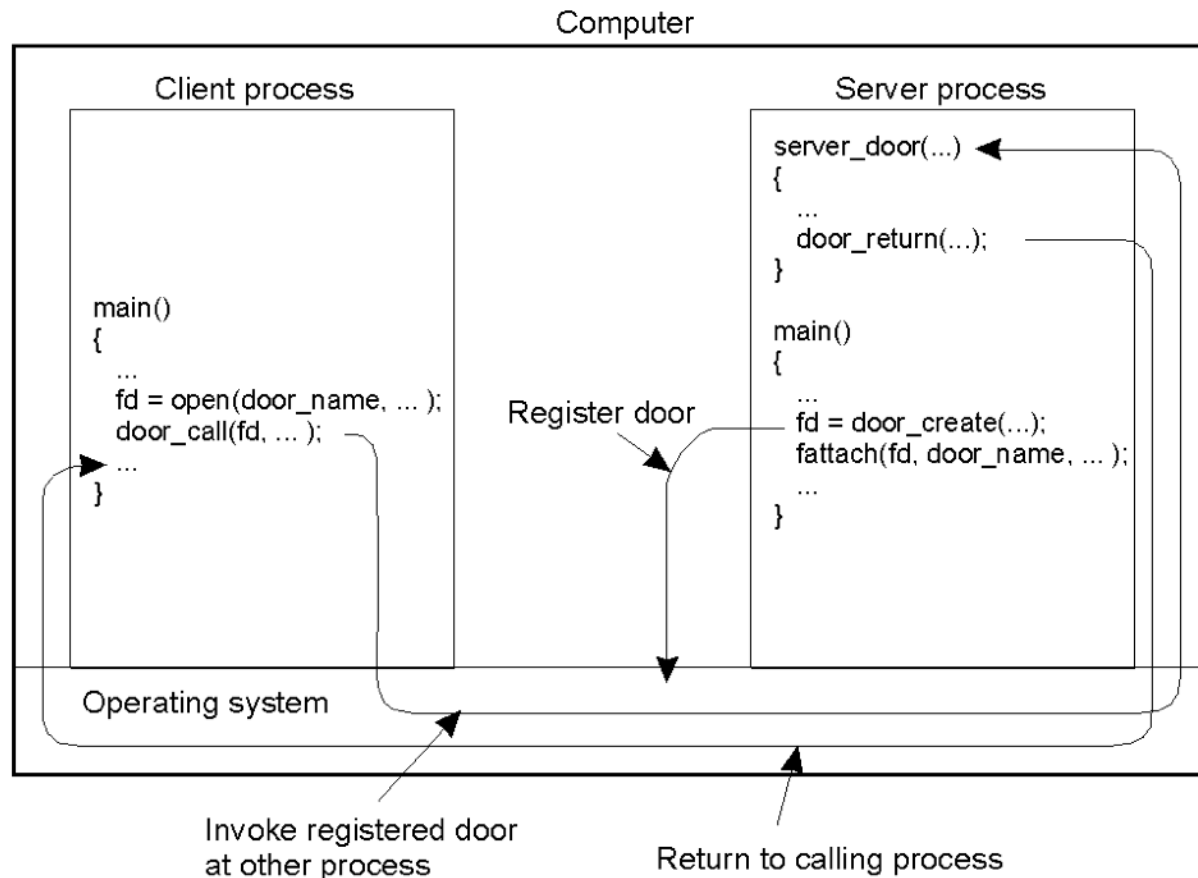 Computer
Client process
main()
{
...
fd = open(door_name, ... );
door_call(fd, ... );
...
}
Server process
server_door(...)
{
...
door_return(...);
}
main()
{
...
fd = door_create(...);
fattach(fd, door_name, ... );
...
}
Register door
Operating system
Invoke registered door
at other process
Return to calling process